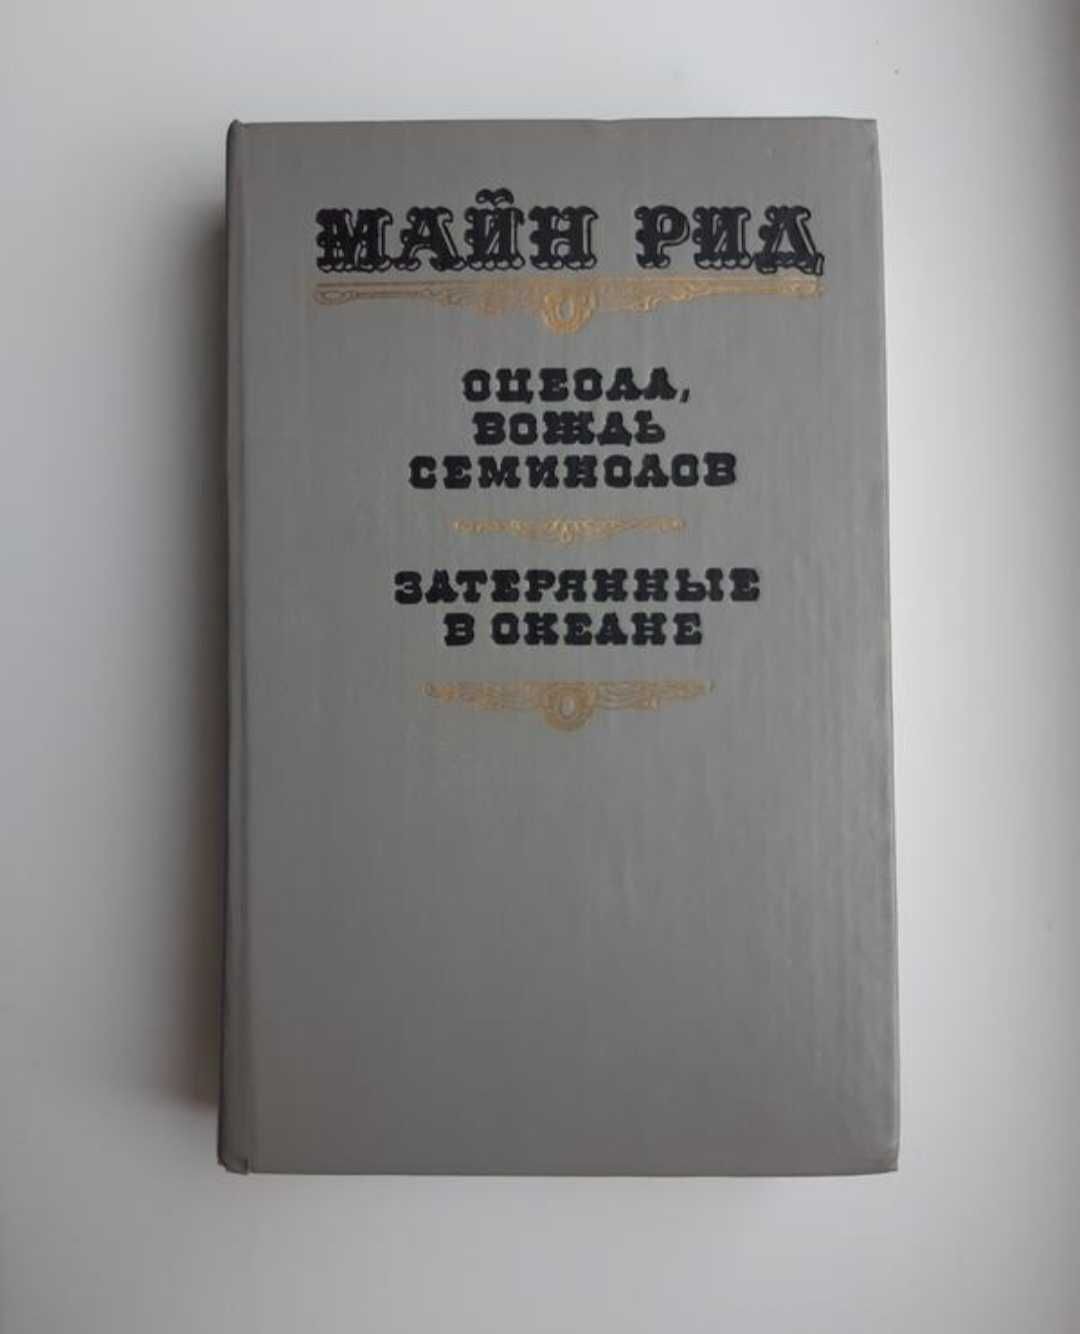 МАЙН РИД
ОЦЕОЛА,
ВОЖДЬ
СЕМИНОЛОВ
ЗАТЕРЯННЫЕ
В ОКЕАНЕ